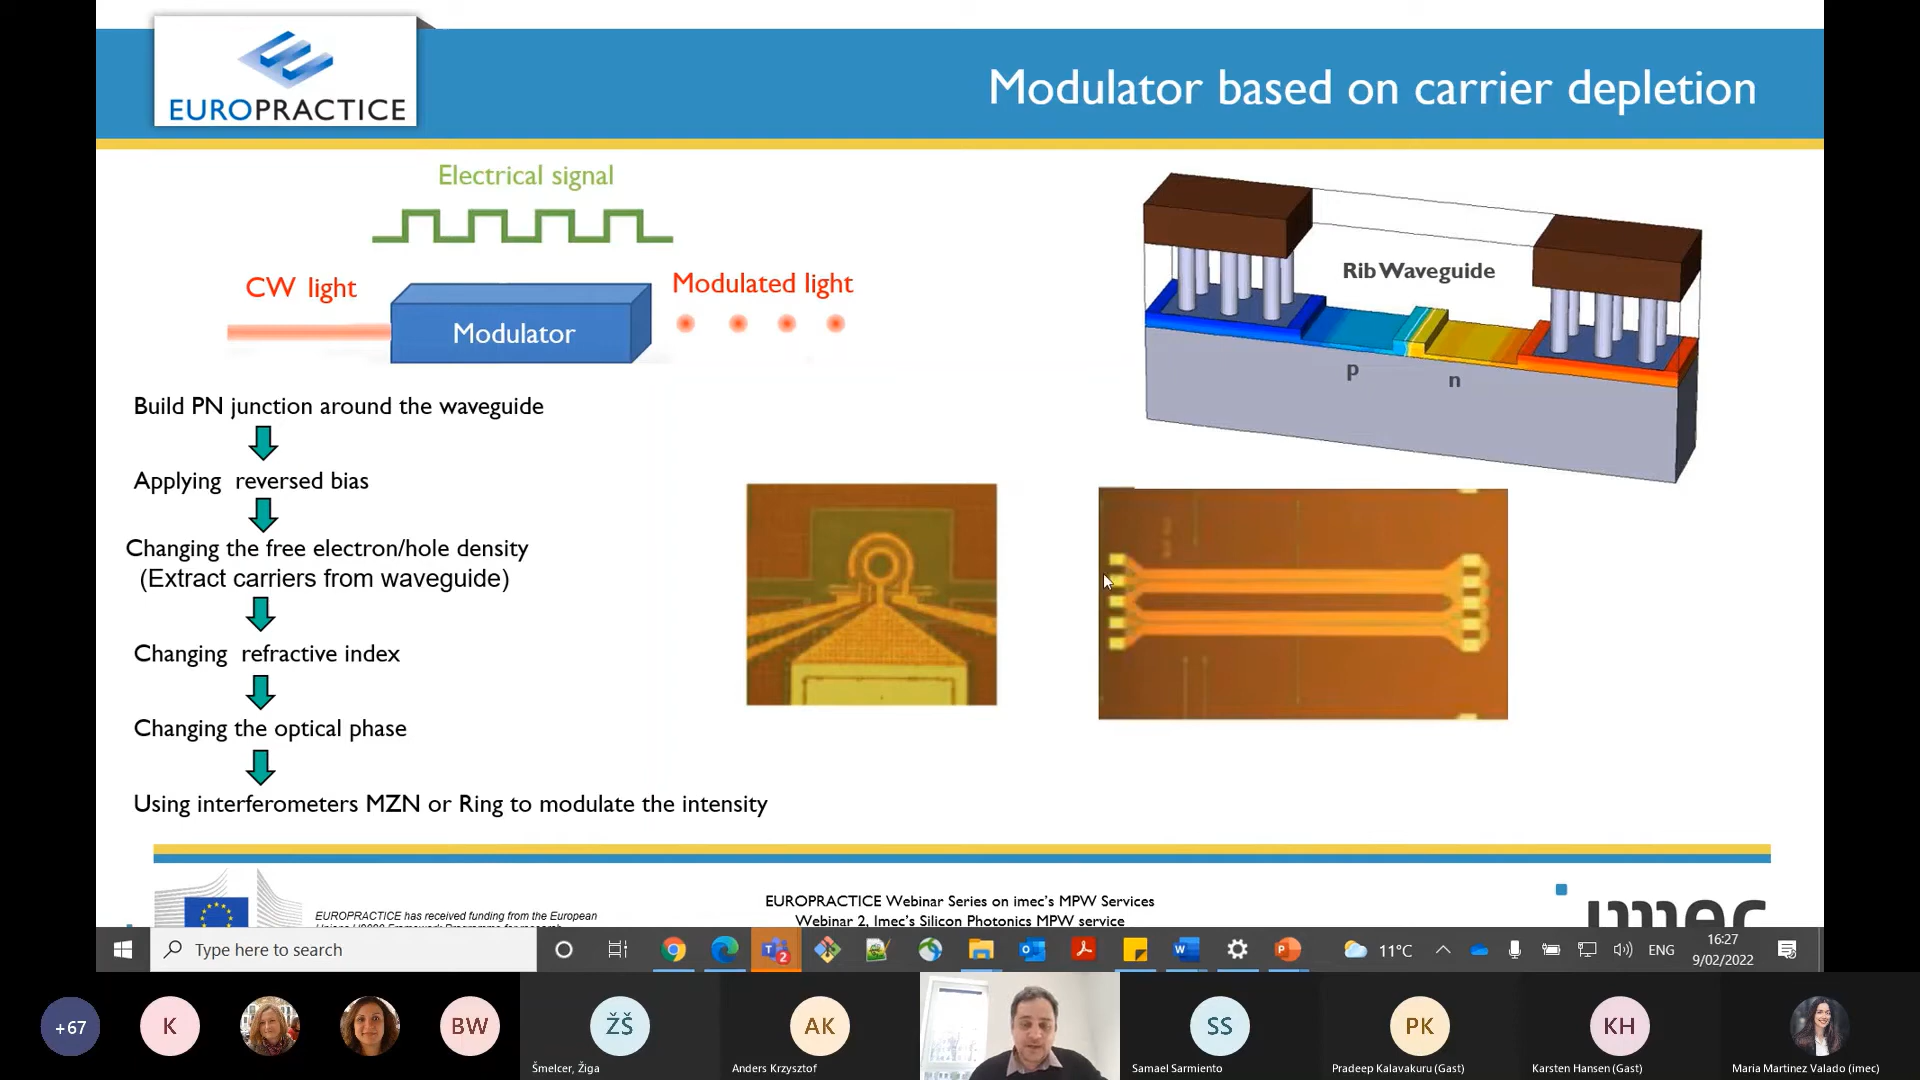 EUROPRACTICE
Modulator based on carrier depletion
Electrical signal
CW light
Modulated light
Modulator
Rib Waveguide
p
n
Build PN junction around the waveguide
Applying reversed bias
Changing the free electron/hole density
(Extract carriers from waveguide)
Changing refractive index
Changing the optical phase
Using interferometers MZN or Ring to modulate the intensity
EUROPRACTICE has received funding from the European
EUROPRACTICE Webinar Series on imec's MPW Services
Webinar 2, Imec's Silicon Photonics MPW service
imec
Type here to search
2
11°C
ENG
16:27
9/02/2022
+67
K
BW
ŽŠ
Šmelcer, Žiga
AK
Anders Krzysztof
SS
Samael Sarmiento
PK
Pradeep Kalavakuru (Gast)
KH
Karsten Hansen (Gast)
Maria Martinez Valado (imec)